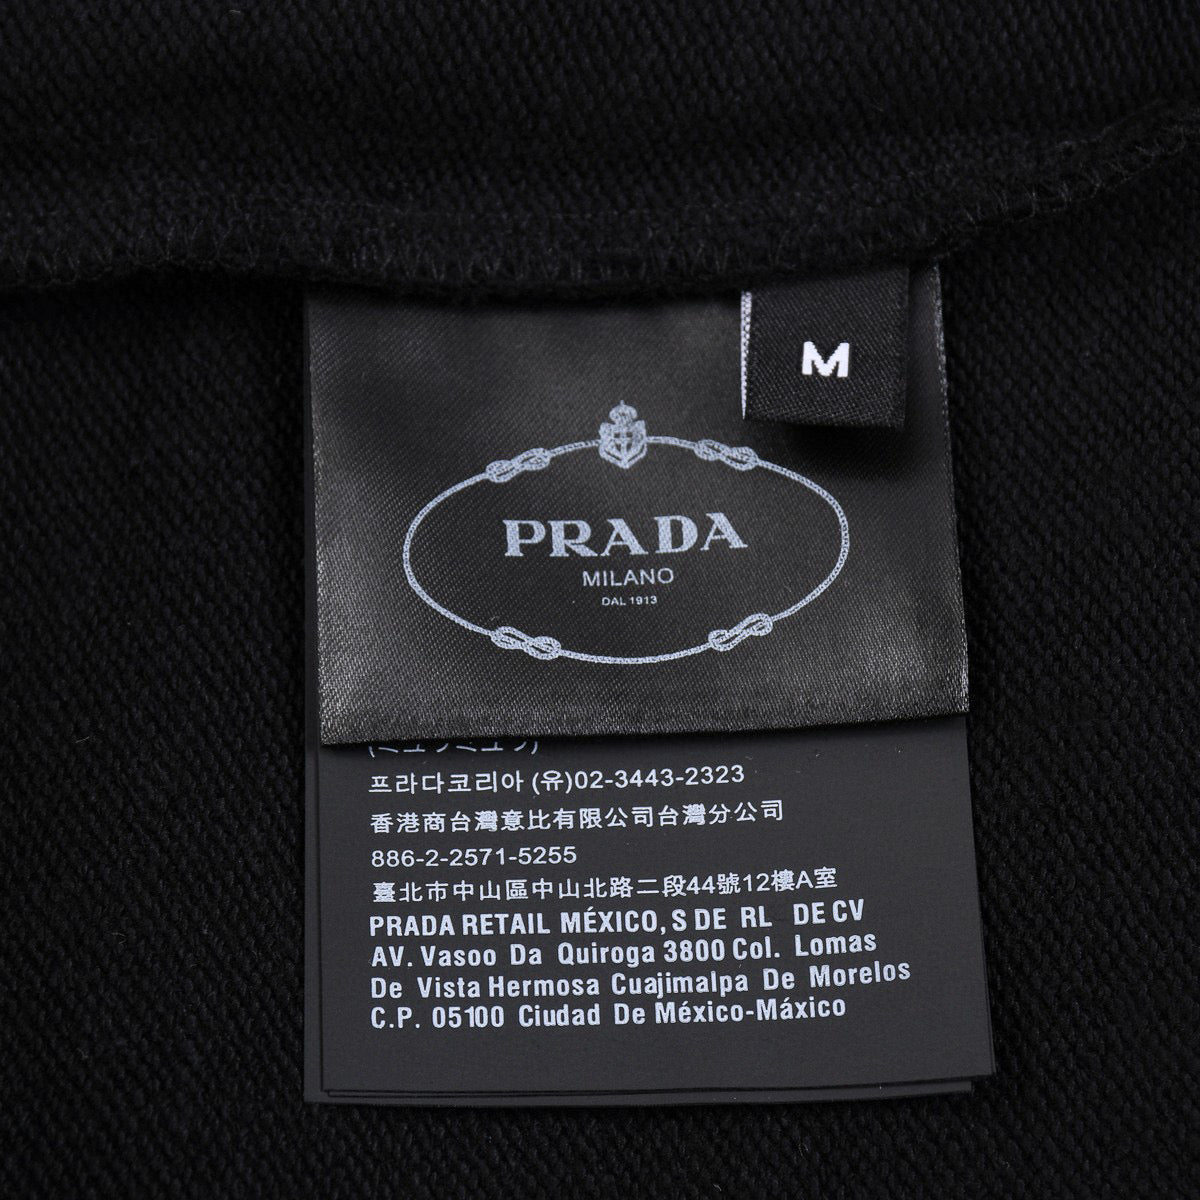 M
PRADA
MILANO
DAL 1913
프라다코리아 (유)02-3443-2323
香港商台灣意比有限公司台灣分公司
886-2-2571-5255
臺北市中山區中山北路二段44號12樓A室
PRADA RETAIL MÉXICO, S DE RL DE CV
AV. Vasoo Da Quiroga 3800 Col. Lomas
De Vista Hermosa Cuajimalpa De Morelos
C.P. 05100 Ciudad De México-Máxico